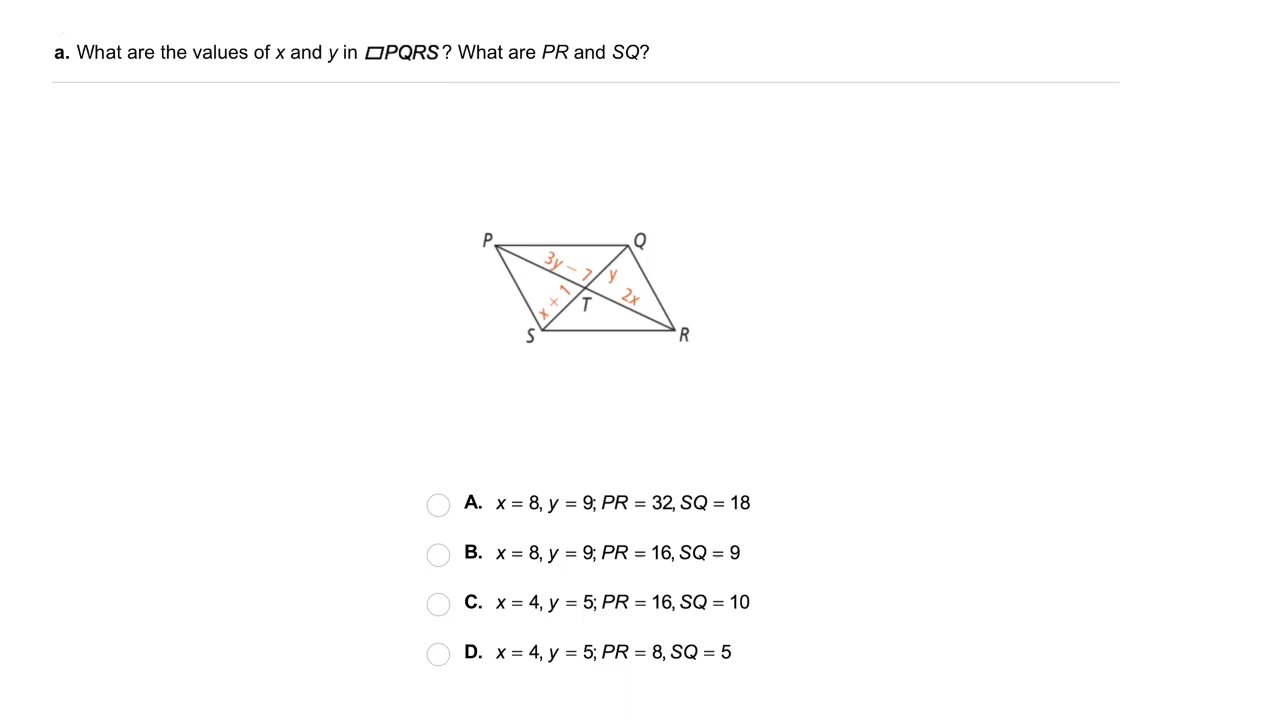 a. What are the values of x and y in ▱PQRS? What are PR and SQ?
P
Q
3y − 7
y
x + 1
2x
T
S
R
A. x = 8, y = 9; PR = 32, SQ = 18
B. x = 8, y = 9; PR = 16, SQ = 9
C. x = 4, y = 5; PR = 16, SQ = 10
D. x = 4, y = 5; PR = 8, SQ = 5